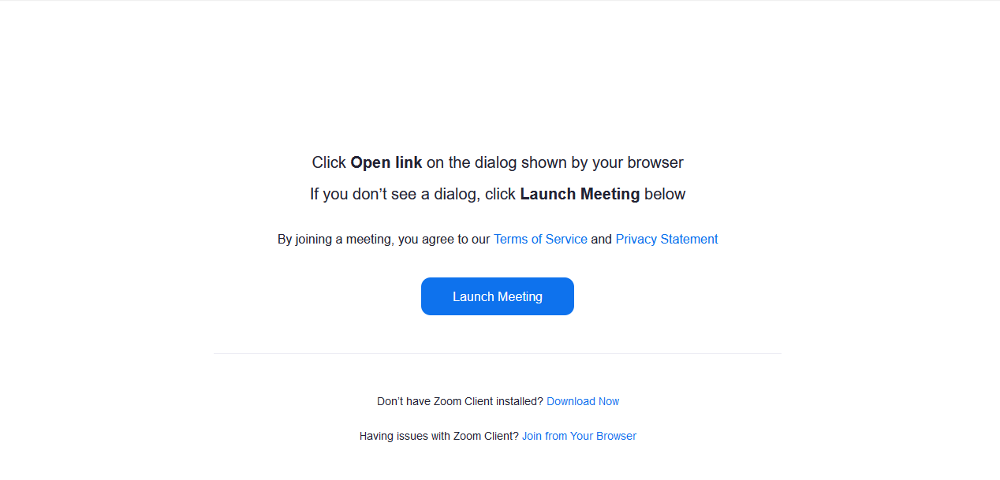 Click Open link on the dialog shown by your browser
If you don’t see a dialog, click Launch Meeting below
By joining a meeting, you agree to our Terms of Service and Privacy Statement
Launch Meeting
Don’t have Zoom Client installed? Download Now
Having issues with Zoom Client? Join from Your Browser